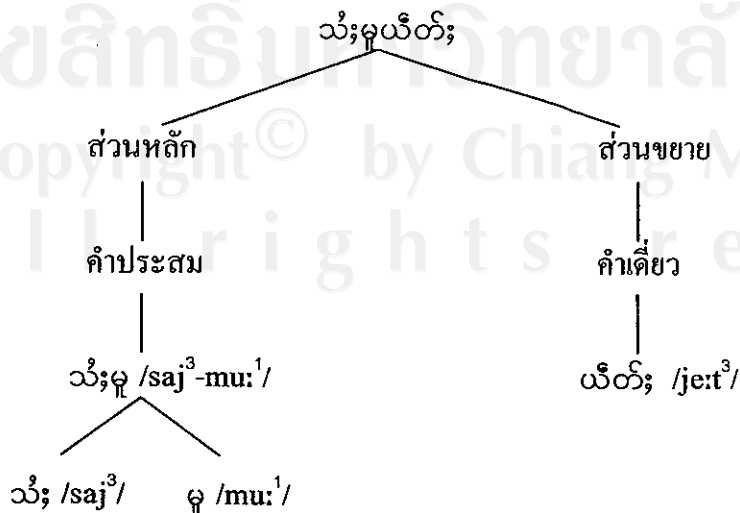 သႆးမူယဵတ်း
ส่วนหลัก ส่วนขยาย
คำประสม คำเดี่ยว
သႆးမူ /saj³-mu:¹/ ယဵတ်း /je:t³/
သႆး /saj³/ မူ /mu:¹/